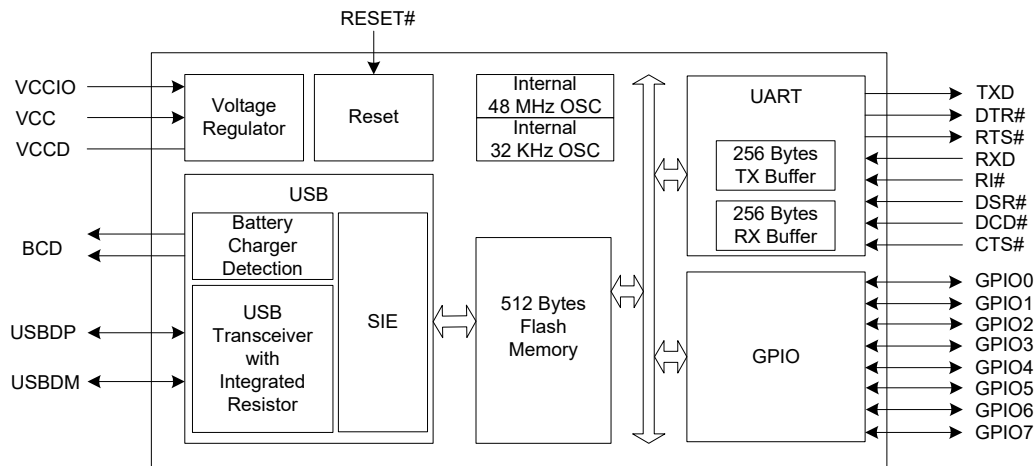 RESET#
VCCIO
VCC
VCCD
Voltage
Regulator
Reset
Internal
48 MHz OSC
Internal
32 KHz OSC
USB
Battery
Charger
Detection
USB
Transceiver
with
Integrated
Resistor
SIE
BCD
USBDP
USBDM
512 Bytes
Flash
Memory
UART
256 Bytes
TX Buffer
256 Bytes
RX Buffer
TXD
DTR#
RTS#
RXD
RI#
DSR#
DCD#
CTS#
GPIO
GPIO0
GPIO1
GPIO2
GPIO3
GPIO4
GPIO5
GPIO6
GPIO7